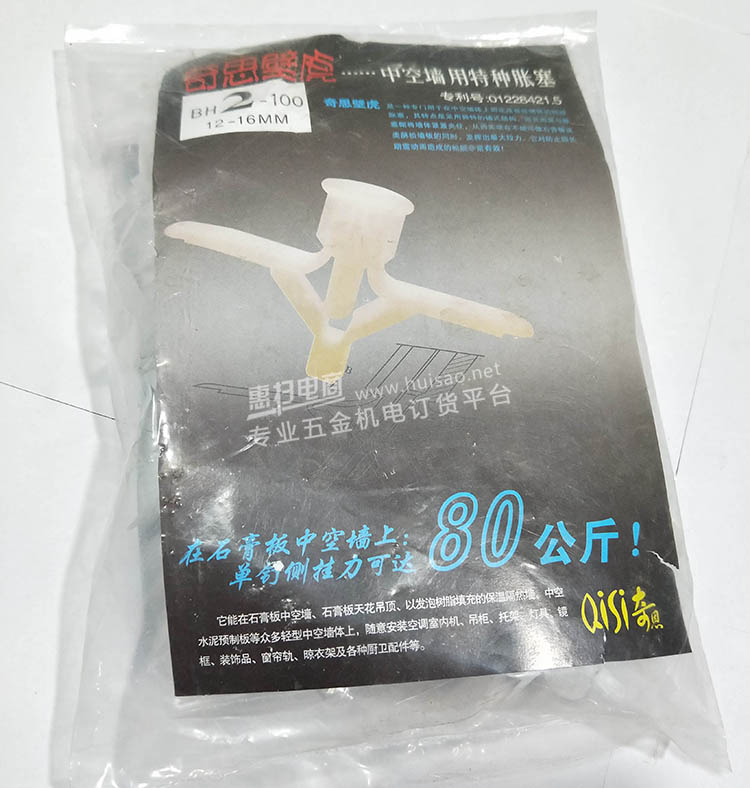 奇思壁虎……中空墙用特种胀塞
专利号:01228421.5
BH2-100
12-16MM
奇思壁虎
惠扫电商 www.huisao.net
专业五金机电订货平台
在石膏板中空墙上:
单钉侧挂力可达 80 公斤!
它能在石膏板中空墙、石膏板天花吊顶、以发泡树脂填充的保温隔热墙、中空
水泥预制板等众多轻型中空墙体上,随意安装空调室内机、吊柜、托架、灯具、镜
框、装饰品、窗帘轨、晾衣架及各种厨卫配件等。
QiSi奇思